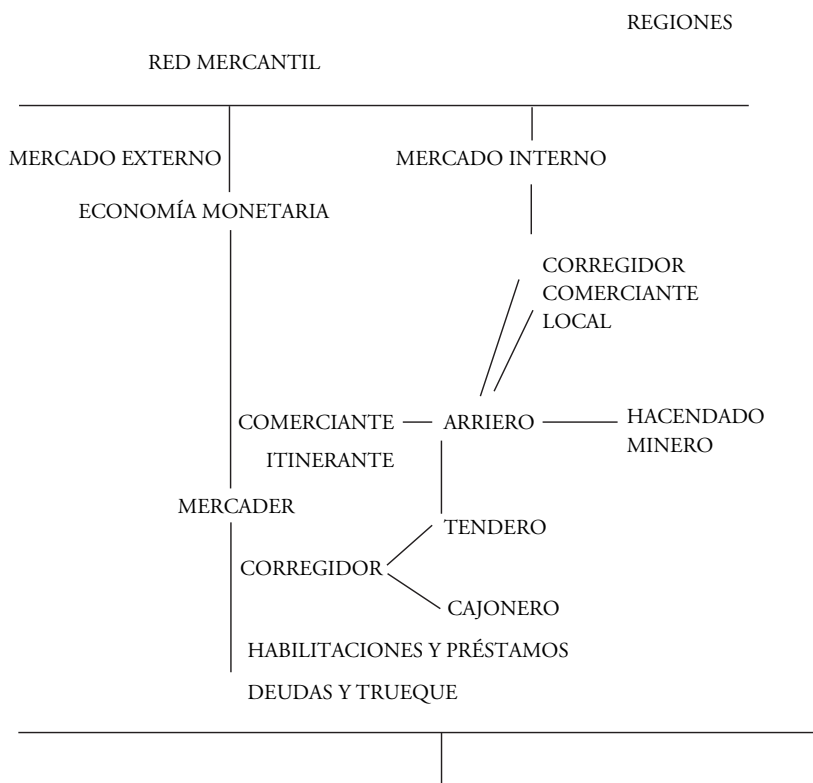 REGIONES
RED MERCANTIL
MERCADO EXTERNO
MERCADO INTERNO
ECONOMÍA MONETARIA
CORREGIDOR
COMERCIANTE
LOCAL
COMERCIANTE
ITINERANTE
ARRIERO
HACENDADO
MINERO
MERCADER
TENDERO
CORREGIDOR
CAJONERO
HABILITACIONES Y PRÉSTAMOS
DEUDAS Y TRUEQUE